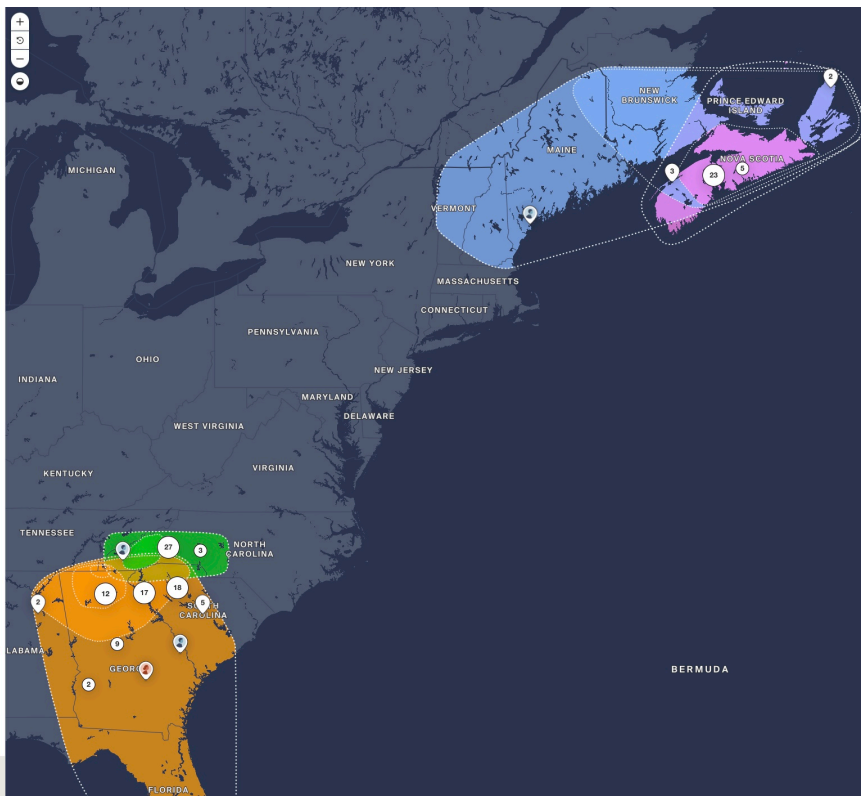 +
−
2
NEW
BRUNSWICK
PRINCE EDWARD
ISLAND
MAINE
NOVA SCOTIA
MICHIGAN
3
23
5
VERMONT
NEW YORK
MASSACHUSETTS
CONNECTICUT
PENNSYLVANIA
OHIO
NEW JERSEY
INDIANA
MARYLAND
DELAWARE
WEST VIRGINIA
VIRGINIA
KENTUCKY
TENNESSEE
27
3
NORTH
CAROLINA
2
12
17
18
5
SOUTH
CAROLINA
9
LABAMA
GEORG
BERMUDA
2
FLORIDA